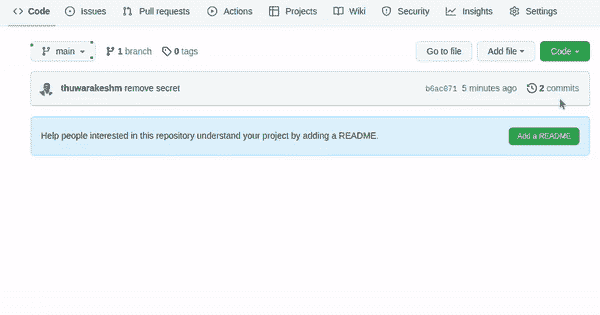 Code Issues Pull requests Actions Projects Wiki Security Insights Settings
main 1 branch 0 tags Go to file Add file Code
thuwarakeshm remove secret b6ac071 5 minutes ago 2 commits
Help people interested in this repository understand your project by adding a README. Add a README